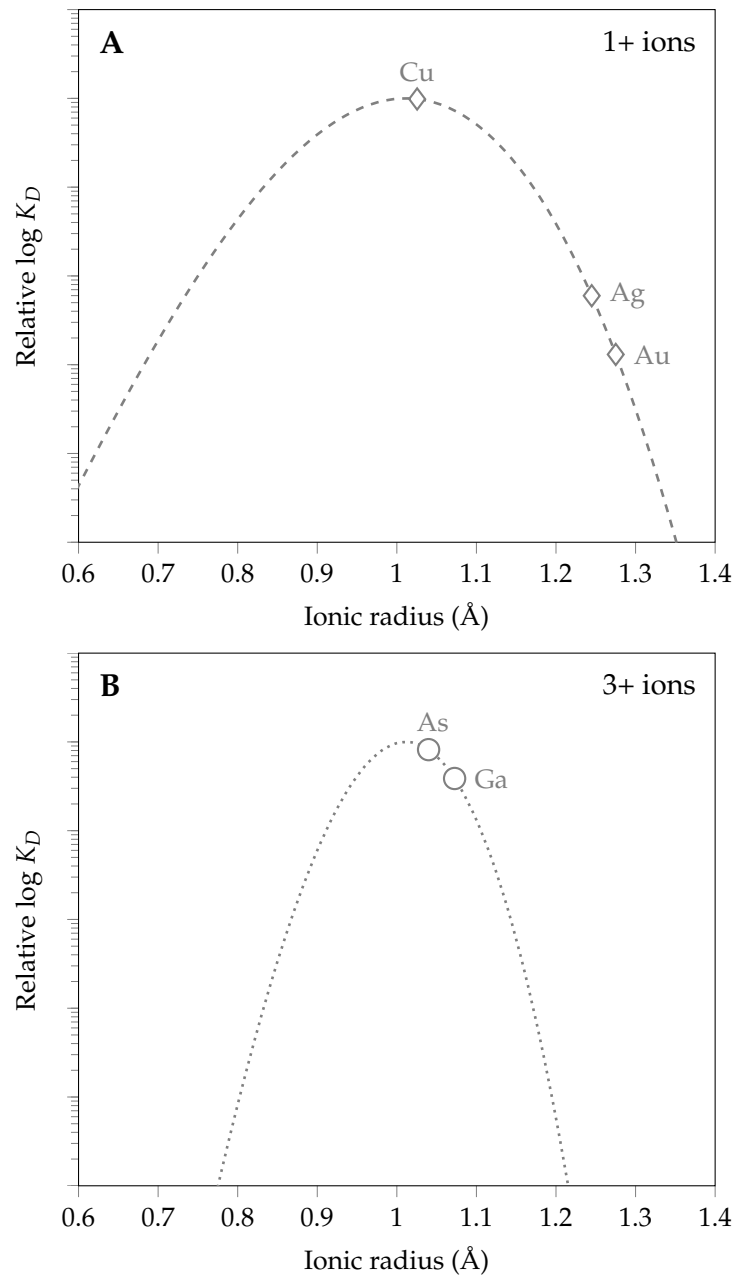 A
1+ ions
Cu
Ag
Au
Relative log K_D
0.6 0.7 0.8 0.9 1 1.1 1.2 1.3 1.4
Ionic radius (Å)
B
3+ ions
As
Ga
Relative log K_D
0.6 0.7 0.8 0.9 1 1.1 1.2 1.3 1.4
Ionic radius (Å)